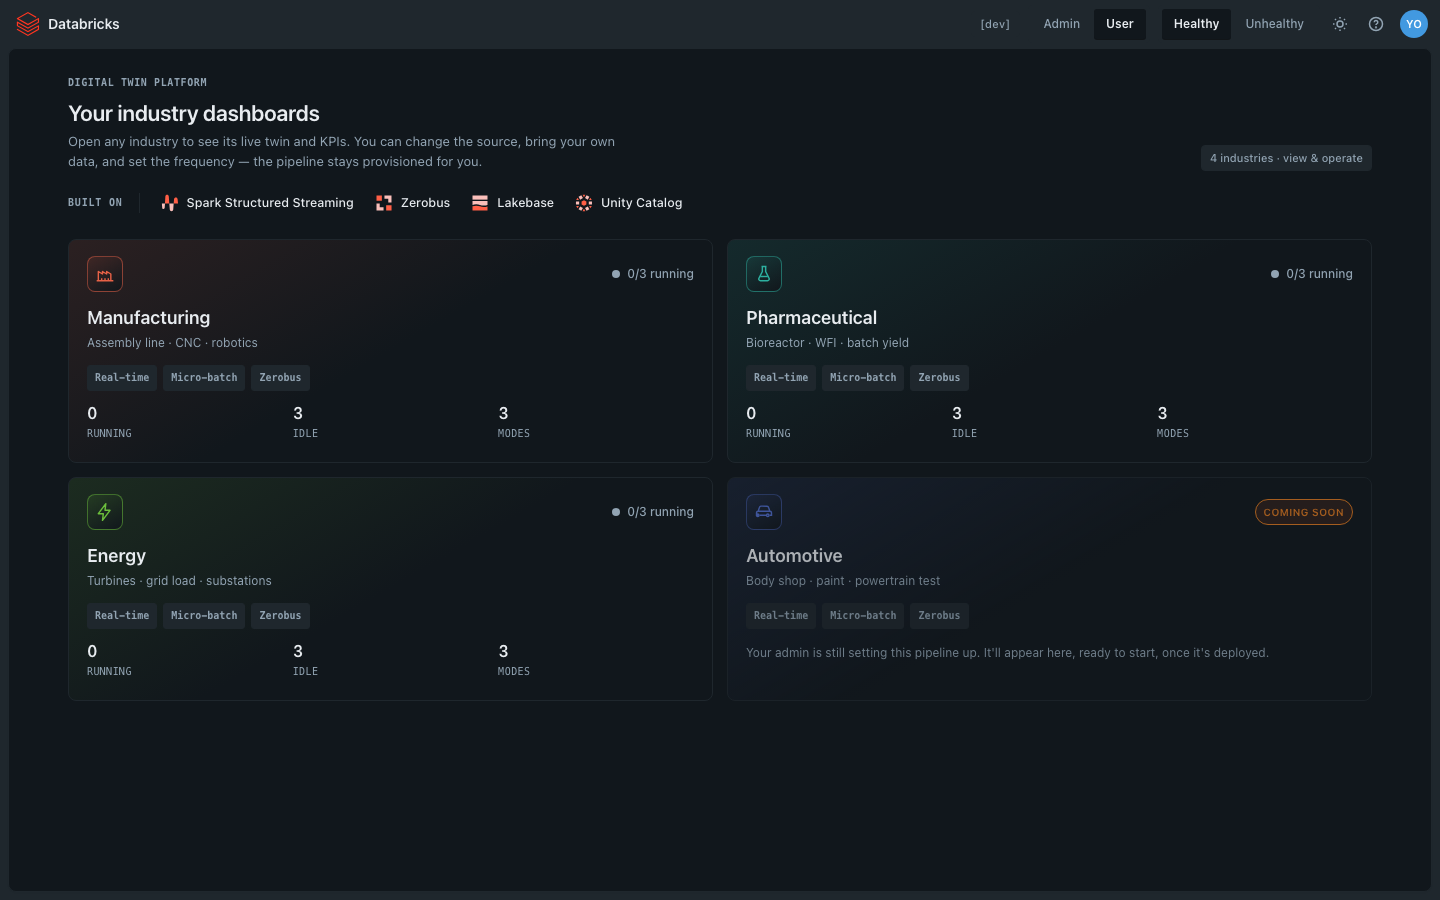 Databricks
[dev]
Admin
User
Healthy
Unhealthy
YO
DIGITAL TWIN PLATFORM
Your industry dashboards
Open any industry to see its live twin and KPIs. You can change the source, bring your own
data, and set the frequency — the pipeline stays provisioned for you.
4 industries · view & operate
BUILT ON
Spark Structured Streaming
Zerobus
Lakebase
Unity Catalog
0/3 running
Manufacturing
Assembly line · CNC · robotics
Real-time
Micro-batch
Zerobus
0
RUNNING
3
IDLE
3
MODES
0/3 running
Pharmaceutical
Bioreactor · WFI · batch yield
Real-time
Micro-batch
Zerobus
0
RUNNING
3
IDLE
3
MODES
0/3 running
Energy
Turbines · grid load · substations
Real-time
Micro-batch
Zerobus
0
RUNNING
3
IDLE
3
MODES
COMING SOON
Automotive
Body shop · paint · powertrain test
Real-time
Micro-batch
Zerobus
Your admin is still setting this pipeline up. It'll appear here, ready to start, once it's deployed.